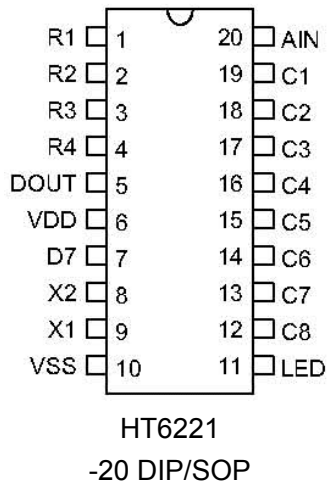 R1 1 20 AIN
R2 2 19 C1
R3 3 18 C2
R4 4 17 C3
DOUT 5 16 C4
VDD 6 15 C5
D7 7 14 C6
X2 8 13 C7
X1 9 12 C8
VSS 10 11 LED
HT6221
-20 DIP/SOP